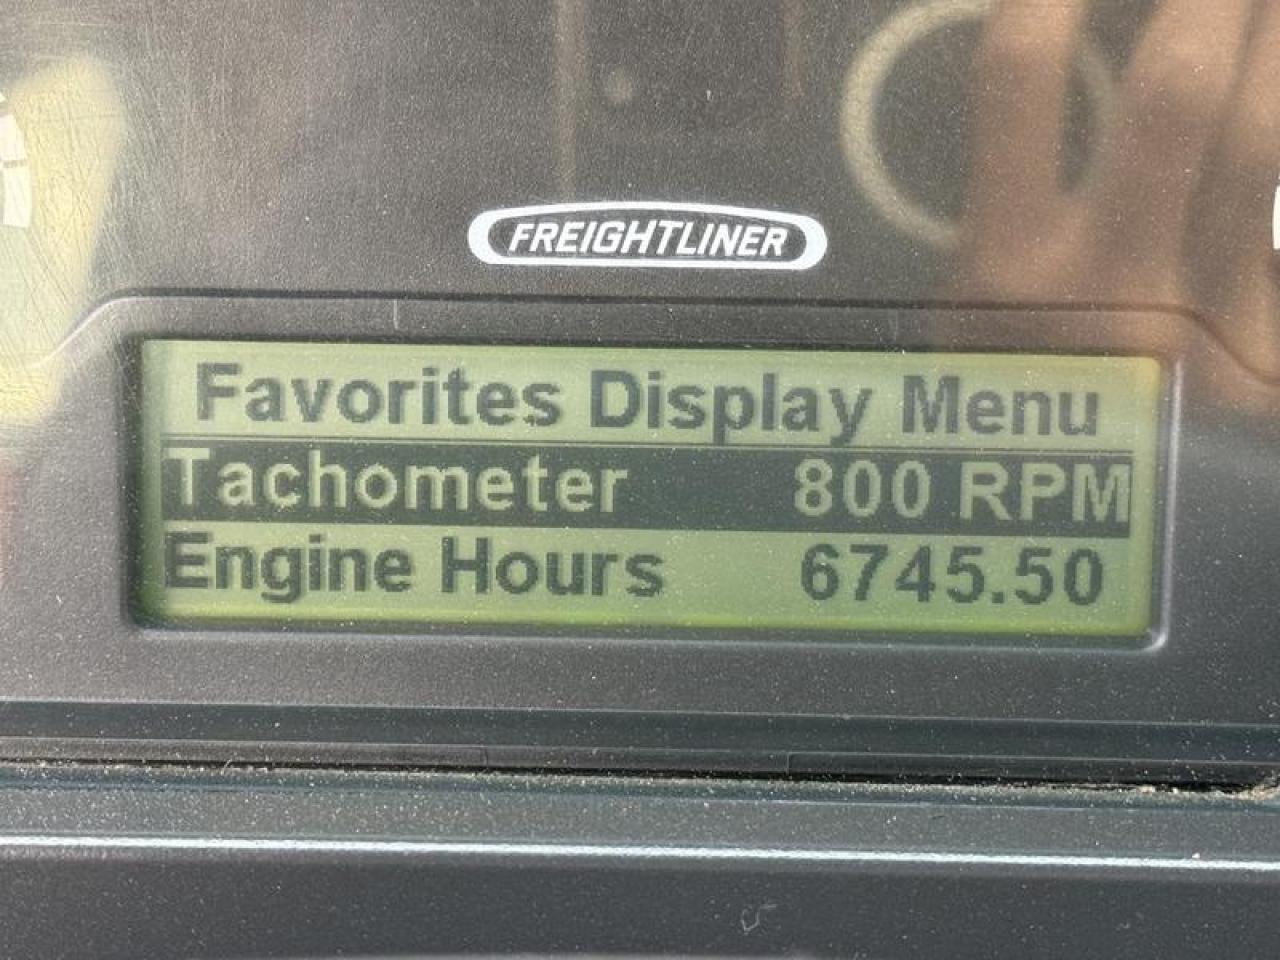 FREIGHTLINER
Favorites Display Menu
Tachometer 800 RPM
Engine Hours 6745.50